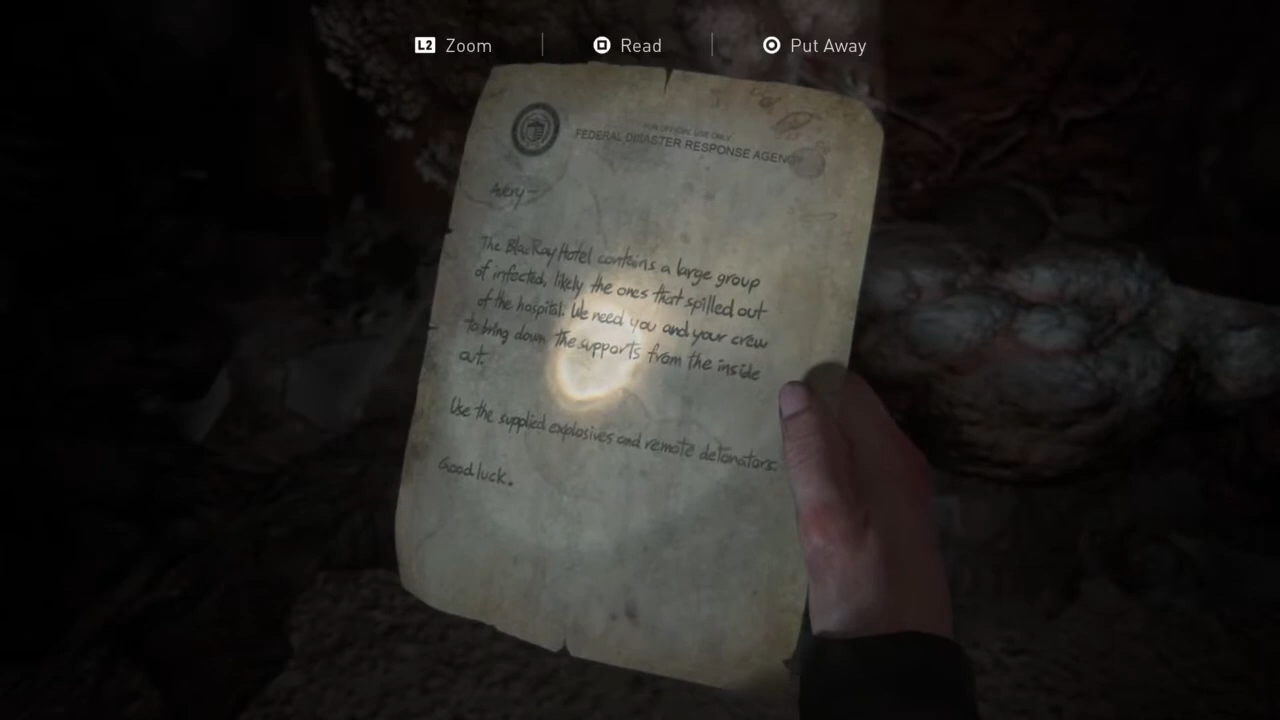 L2 Zoom
Read
Put Away
FOR OFFICIAL USE ONLY
FEDERAL DISASTER RESPONSE AGENCY
Avery-
The BlacRay Hotel contains a large group
of infected, likely the ones that spilled out
of the hospital. We need you and your crew
to bring down the supports from the inside
out.
Use the supplied explosives and remote detonators.
Good luck.